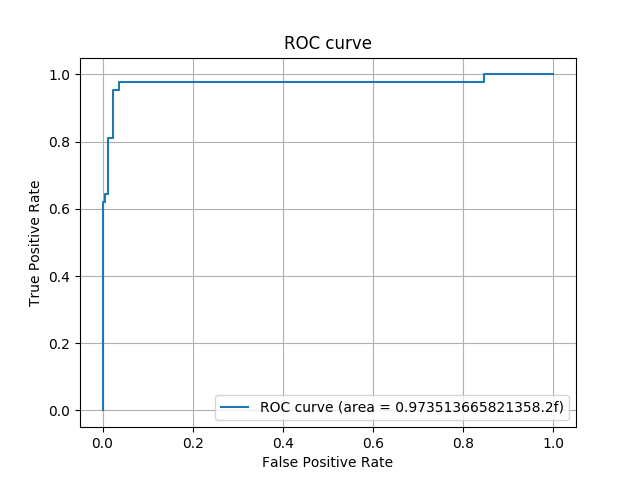 ROC curve
1.0
0.8
0.6
0.4
0.2
0.0
True Positive Rate
ROC curve (area = 0.973513665821358.2f)
0.0 0.2 0.4 0.6 0.8 1.0
False Positive Rate